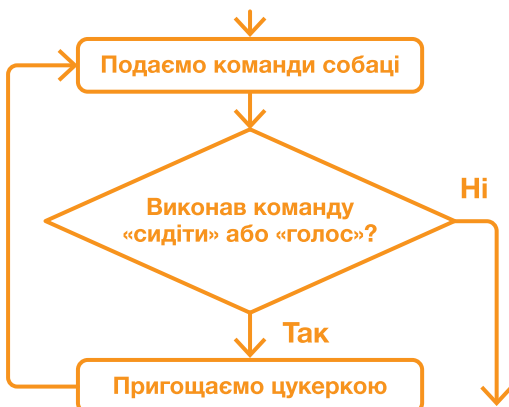 Подаємо команди собаці
Виконав команду
«сидіти» або «голос»?
Ні
Так
Пригощаємо цукеркою